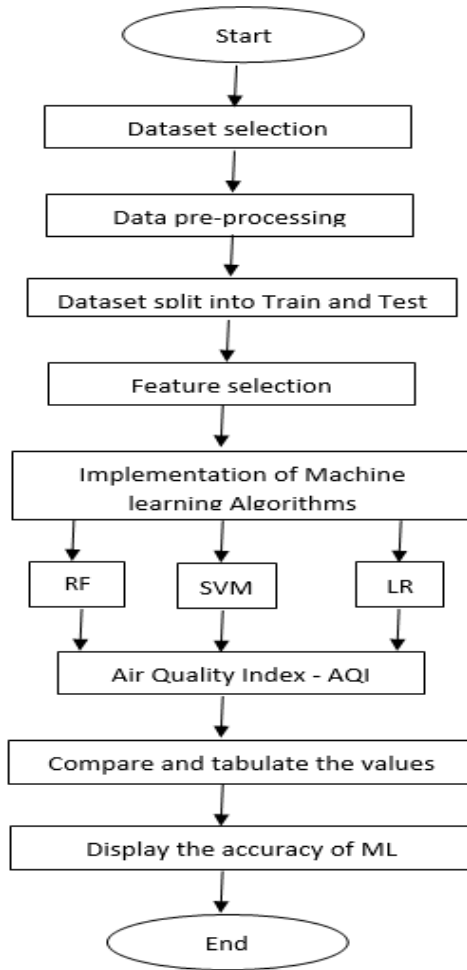 Start
Dataset selection
Data pre-processing
Dataset split into Train and Test
Feature selection
Implementation of Machine
learning Algorithms
RF
SVM
LR
Air Quality Index - AQI
Compare and tabulate the values
Display the accuracy of ML
End